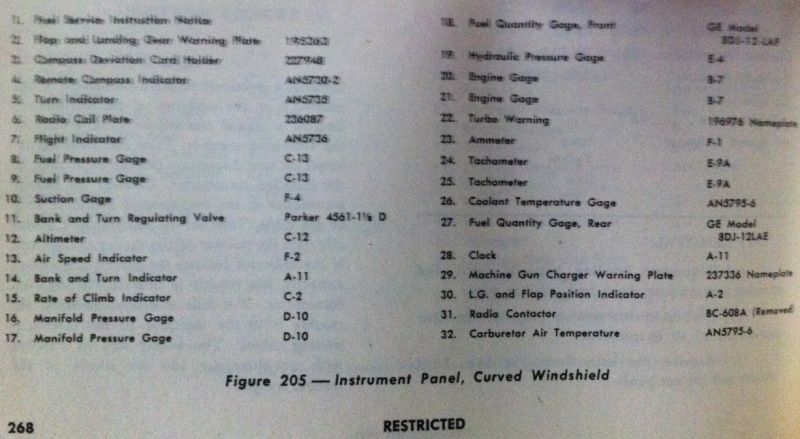 1. Fuel Service Instruction Notice
2. Flap and Landing Gear Warning Plate 195263
3. Compass Deviation Card Holder 227948
4. Remote Compass Indicator AN5730-2
5. Turn Indicator AN5735
6. Radio Call Plate 236087
7. Flight Indicator AN5736
8. Fuel Pressure Gage C-13
9. Fuel Pressure Gage C-13
10. Suction Gage F-4
11. Bank and Turn Regulating Valve Parker 4561-1½ D
12. Altimeter C-12
13. Air Speed Indicator F-2
14. Bank and Turn Indicator A-11
15. Rate of Climb Indicator C-2
16. Manifold Pressure Gage D-10
17. Manifold Pressure Gage D-10
18. Fuel Quantity Gage, Front GE Model
8DJ-12-LAE
19. Hydraulic Pressure Gage E-4
20. Engine Gage B-7
21. Engine Gage B-7
22. Turbo Warning 196976 Nameplate
23. Ammeter F-1
24. Tachometer E-9A
25. Tachometer E-9A
26. Coolant Temperature Gage AN5795-6
27. Fuel Quantity Gage, Rear GE Model
8DJ-12LAE
28. Clock A-11
29. Machine Gun Charger Warning Plate 237336 Nameplate
30. L.G. and Flap Position Indicator A-2
31. Radio Contactor BC-608A (Removed)
32. Carburetor Air Temperature AN5795-6
Figure 205 — Instrument Panel, Curved Windshield
268 RESTRICTED